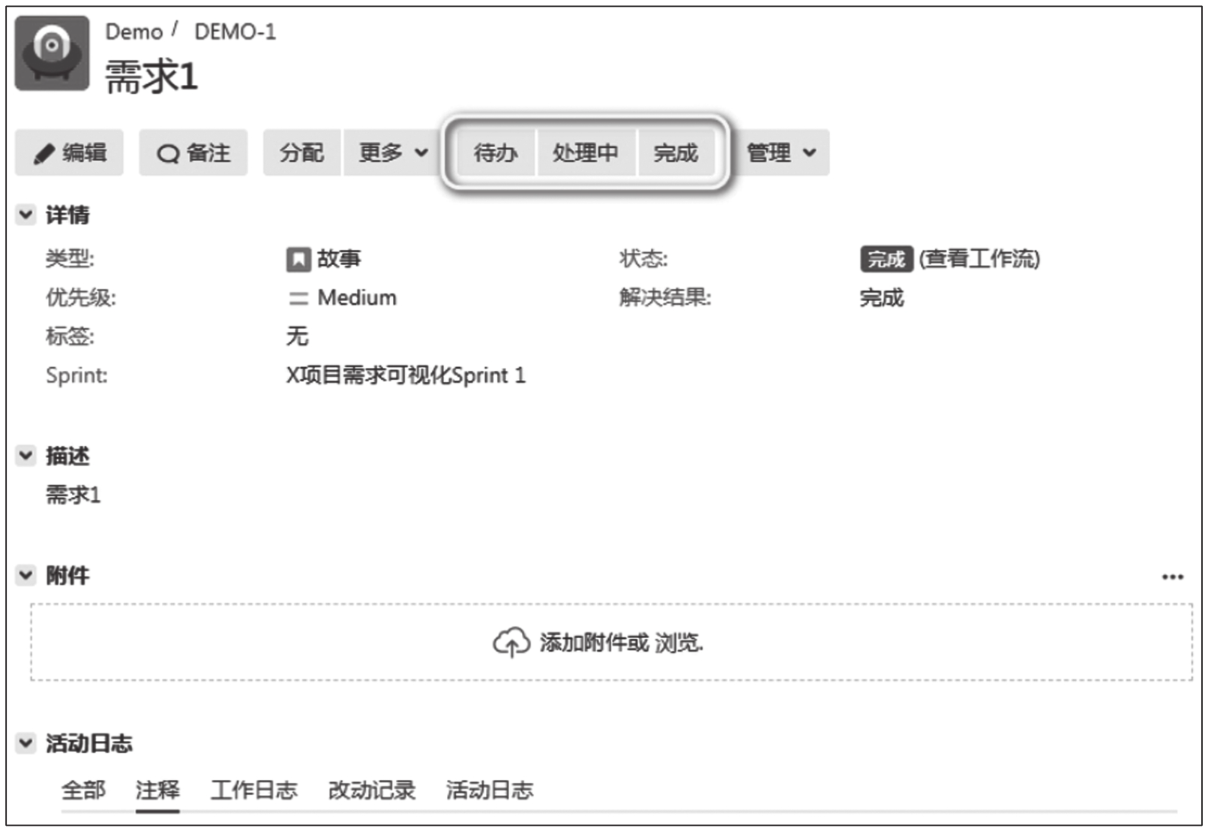 Demo / DEMO-1
需求1
编辑 备注 分配 更多 待办 处理中 完成 管理
详情
类型: 故事 状态: 完成 (查看工作流)
优先级: Medium 解决结果: 完成
标签: 无
Sprint: X项目需求可视化Sprint 1
描述
需求1
附件
添加附件或 浏览.
活动日志
全部 注释 工作日志 改动记录 活动日志